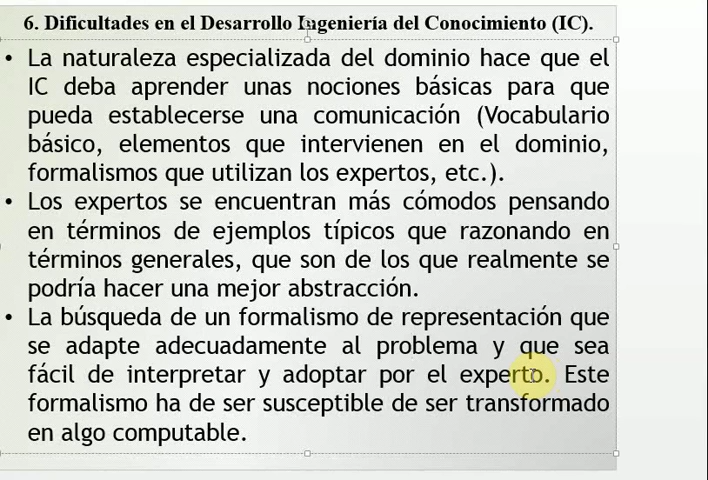 6. Dificultades en el Desarrollo Ingeniería del Conocimiento (IC).
• La naturaleza especializada del dominio hace que el
IC deba aprender unas nociones básicas para que
pueda establecerse una comunicación (Vocabulario
básico, elementos que intervienen en el dominio,
formalismos que utilizan los expertos, etc.).
• Los expertos se encuentran más cómodos pensando
en términos de ejemplos típicos que razonando en
términos generales, que son de los que realmente se
podría hacer una mejor abstracción.
• La búsqueda de un formalismo de representación que
se adapte adecuadamente al problema y que sea
fácil de interpretar y adoptar por el experto. Este
formalismo ha de ser susceptible de ser transformado
en algo computable.